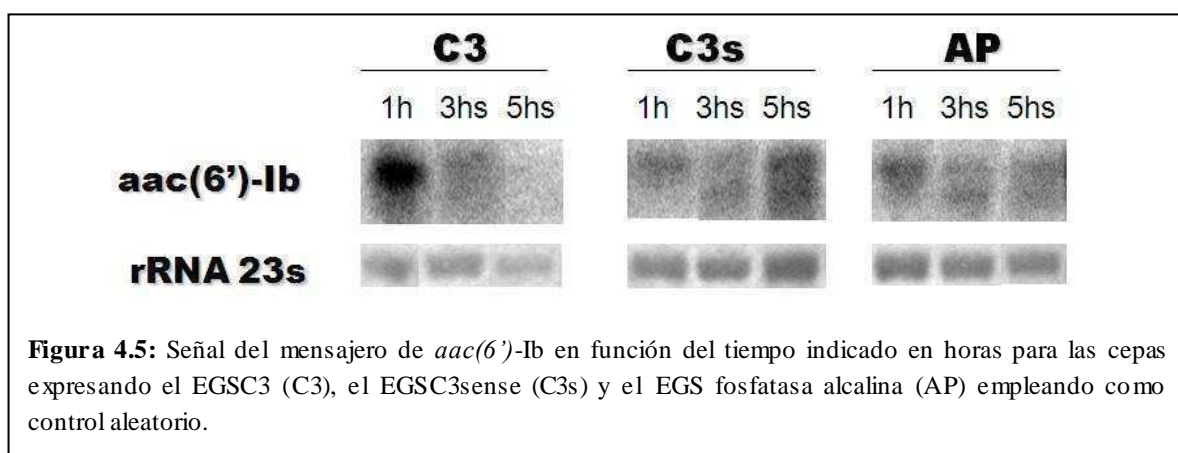 C3 C3s AP
1h 3hs 5hs 1h 3hs 5hs 1h 3hs 5hs
aac(6’)-Ib
rRNA 23s
Figura 4.5: Señal del mensajero de aac(6’)-Ib en función del tiempo indicado en horas para las cepas
expresando el EGSC3 (C3), el EGSC3sense (C3s) y el EGS fosfatasa alcalina (AP) empleando como
control aleatorio.